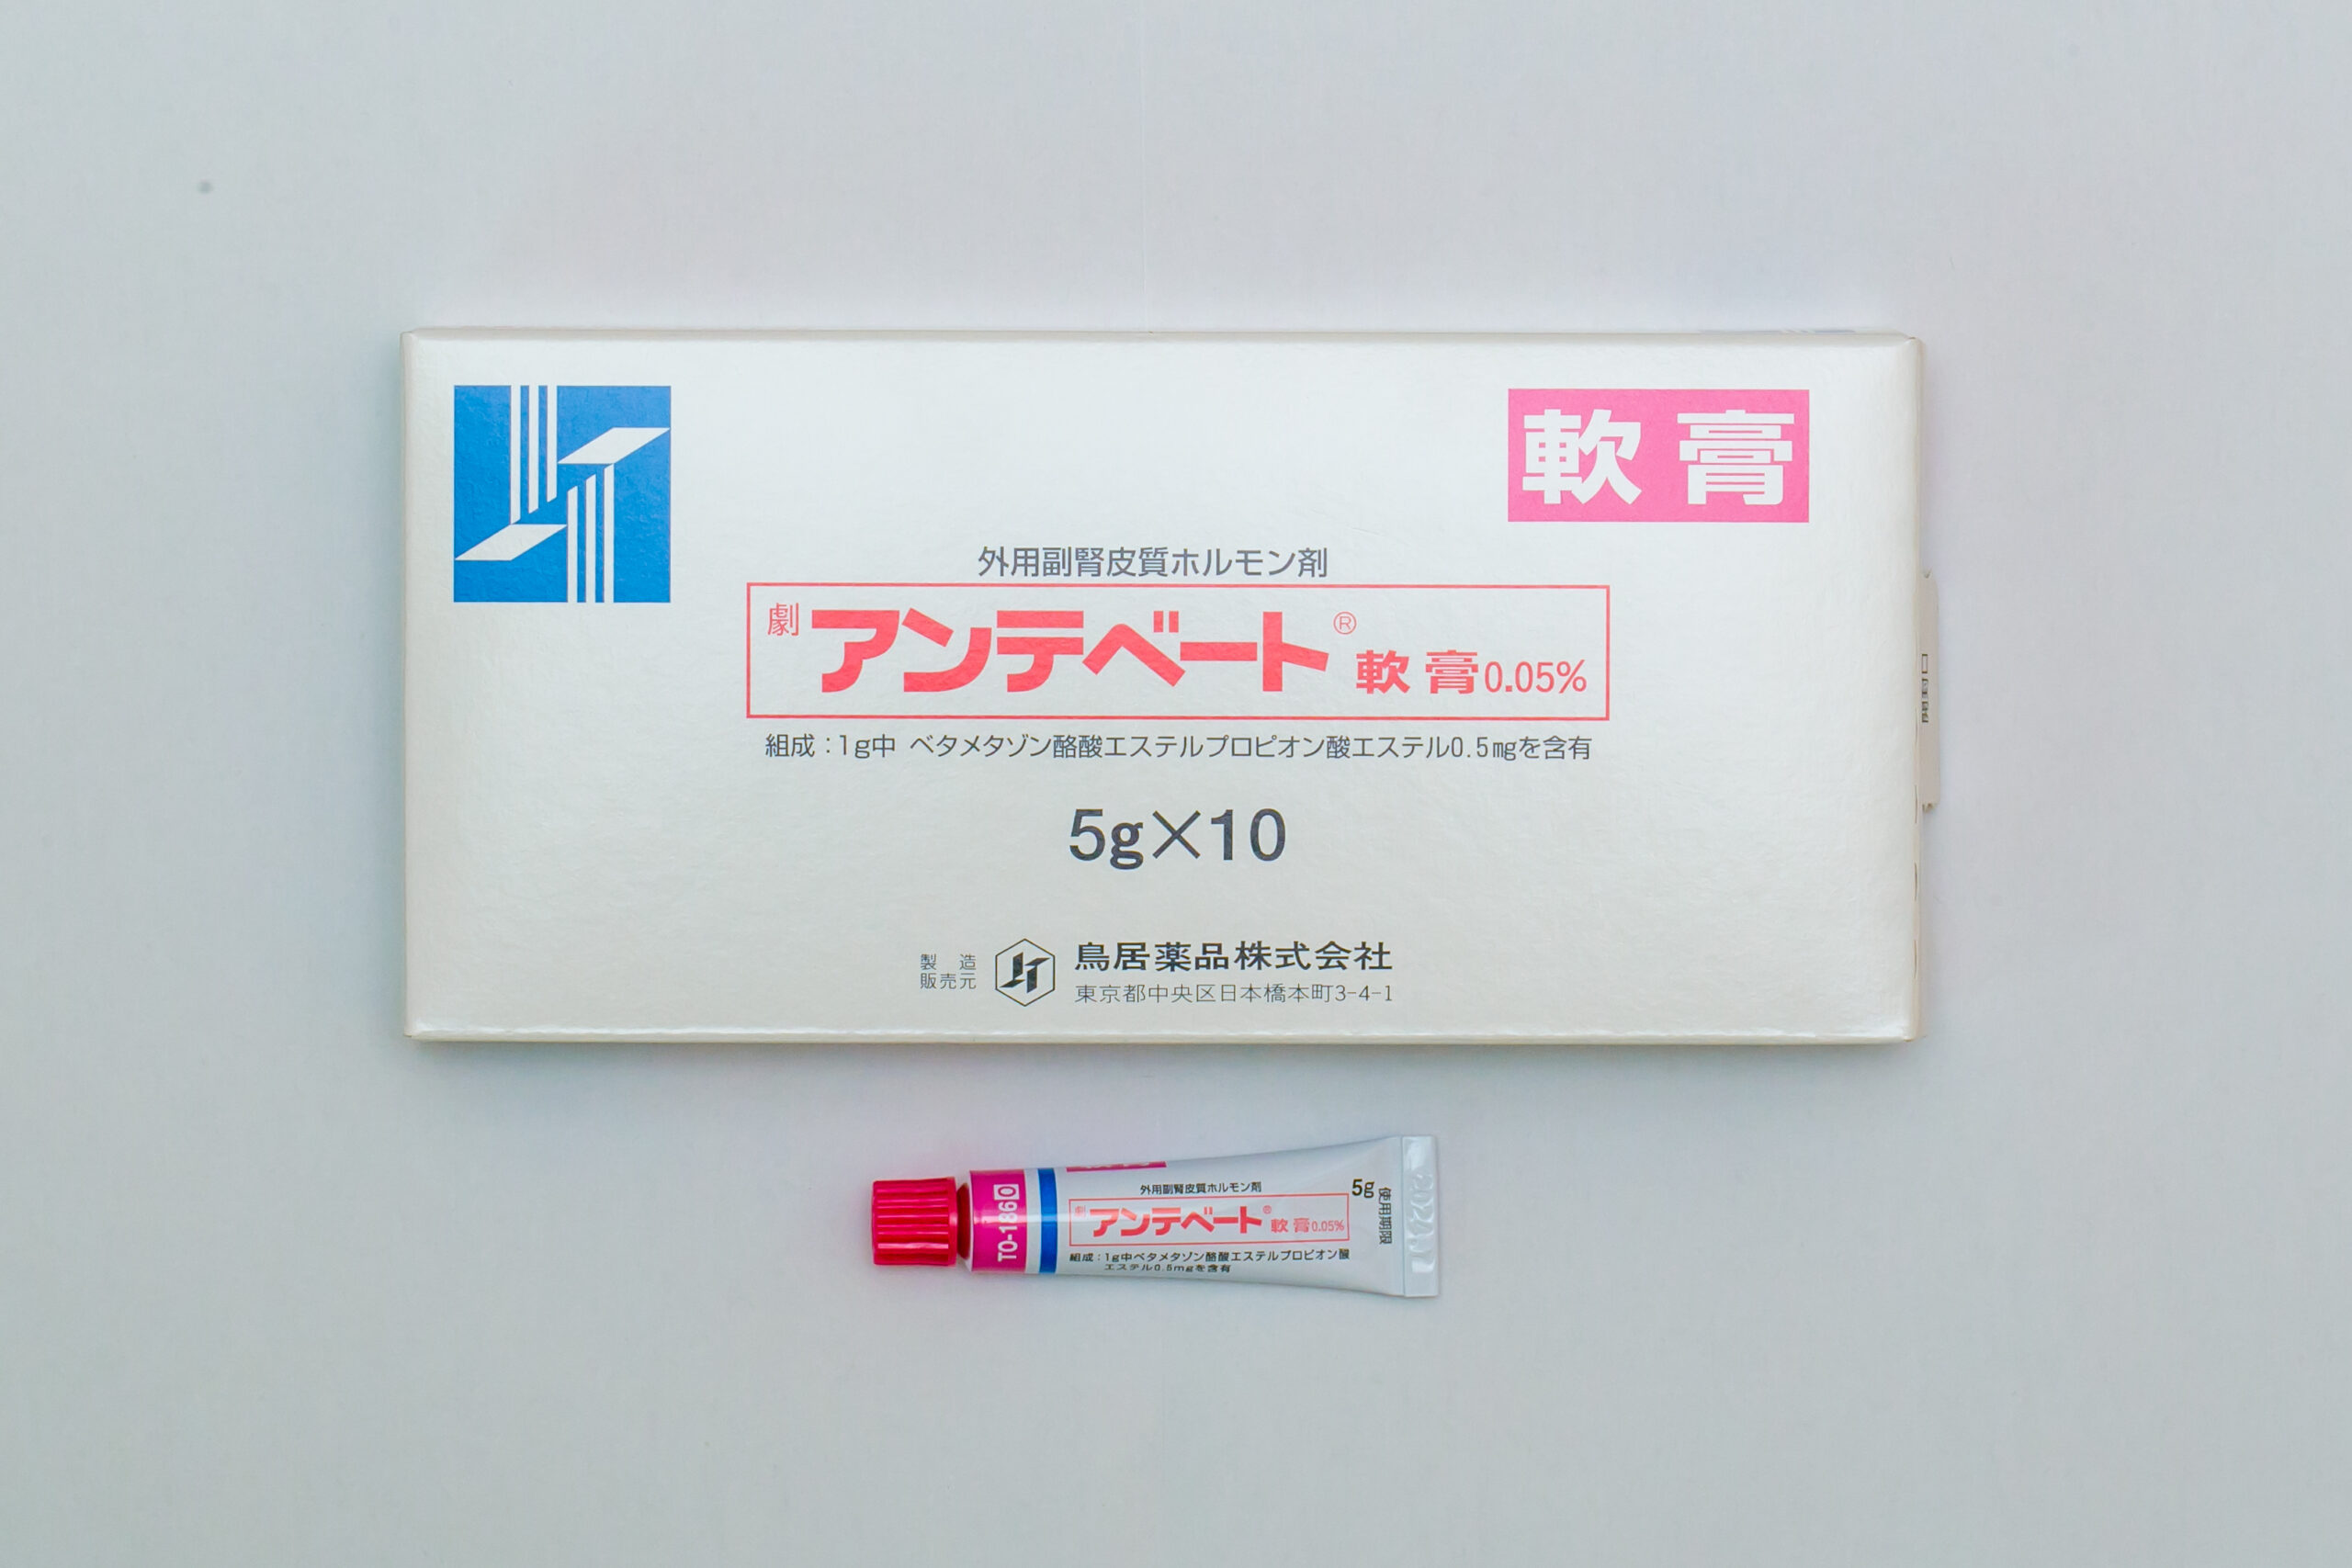 軟膏
外用副腎皮質ホルモン剤
劇 アンテベート® 軟膏0.05%
組成：1g中 ベタメタゾン酪酸エステルプロピオン酸エステル0.5mgを含有
5g×10
製造
販売元
鳥居薬品株式会社
東京都中央区日本橋本町3-4-1
開封口
TO-186O
外用副腎皮質ホルモン剤
劇 アンテベート® 軟膏0.05%
組成：1g中ベタメタゾン酪酸エステルプロピオン酸
エステル0.5mgを含有
5g
使用期限